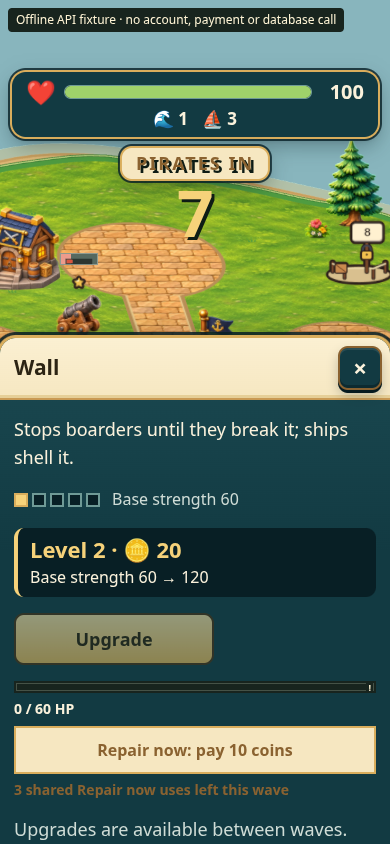 Offline API fixture · no account, payment or database call
100
1 3
PIRATES IN
7
8
Wall
×
Stops boarders until they break it; ships
shell it.
Base strength 60
Level 2 · 20
Base strength 60 → 120
Upgrade
!
0 / 60 HP
Repair now: pay 10 coins
3 shared Repair now uses left this wave
Upgrades are available between waves.